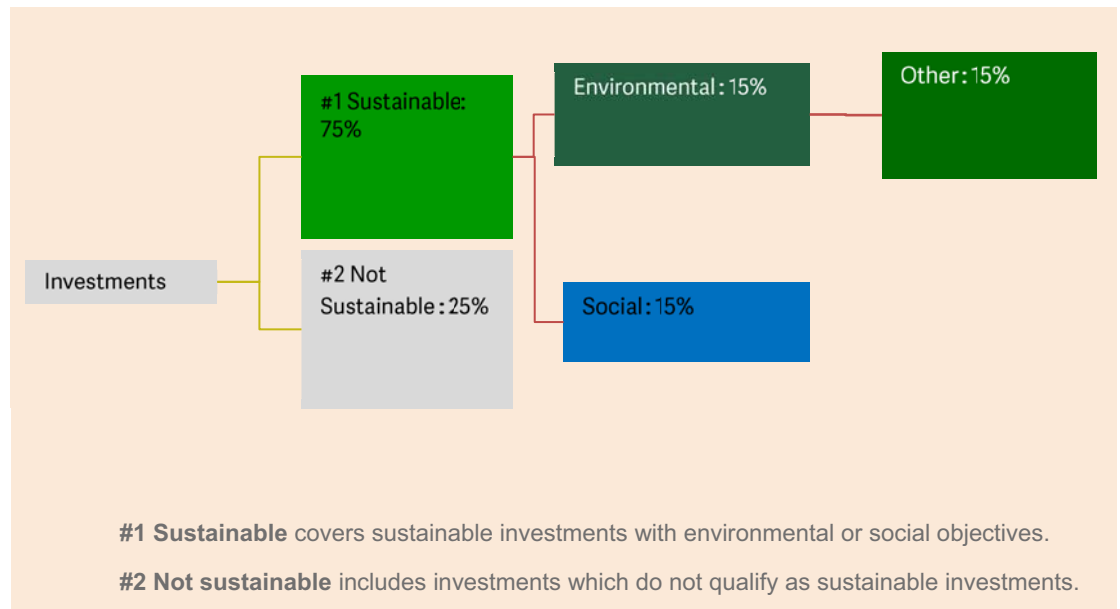 #1 Sustainable:
75%
Environmental: 15%
Other: 15%
Investments
#2 Not
Sustainable: 25%
Social: 15%
#1 Sustainable covers sustainable investments with environmental or social objectives.
#2 Not sustainable includes investments which do not qualify as sustainable investments.